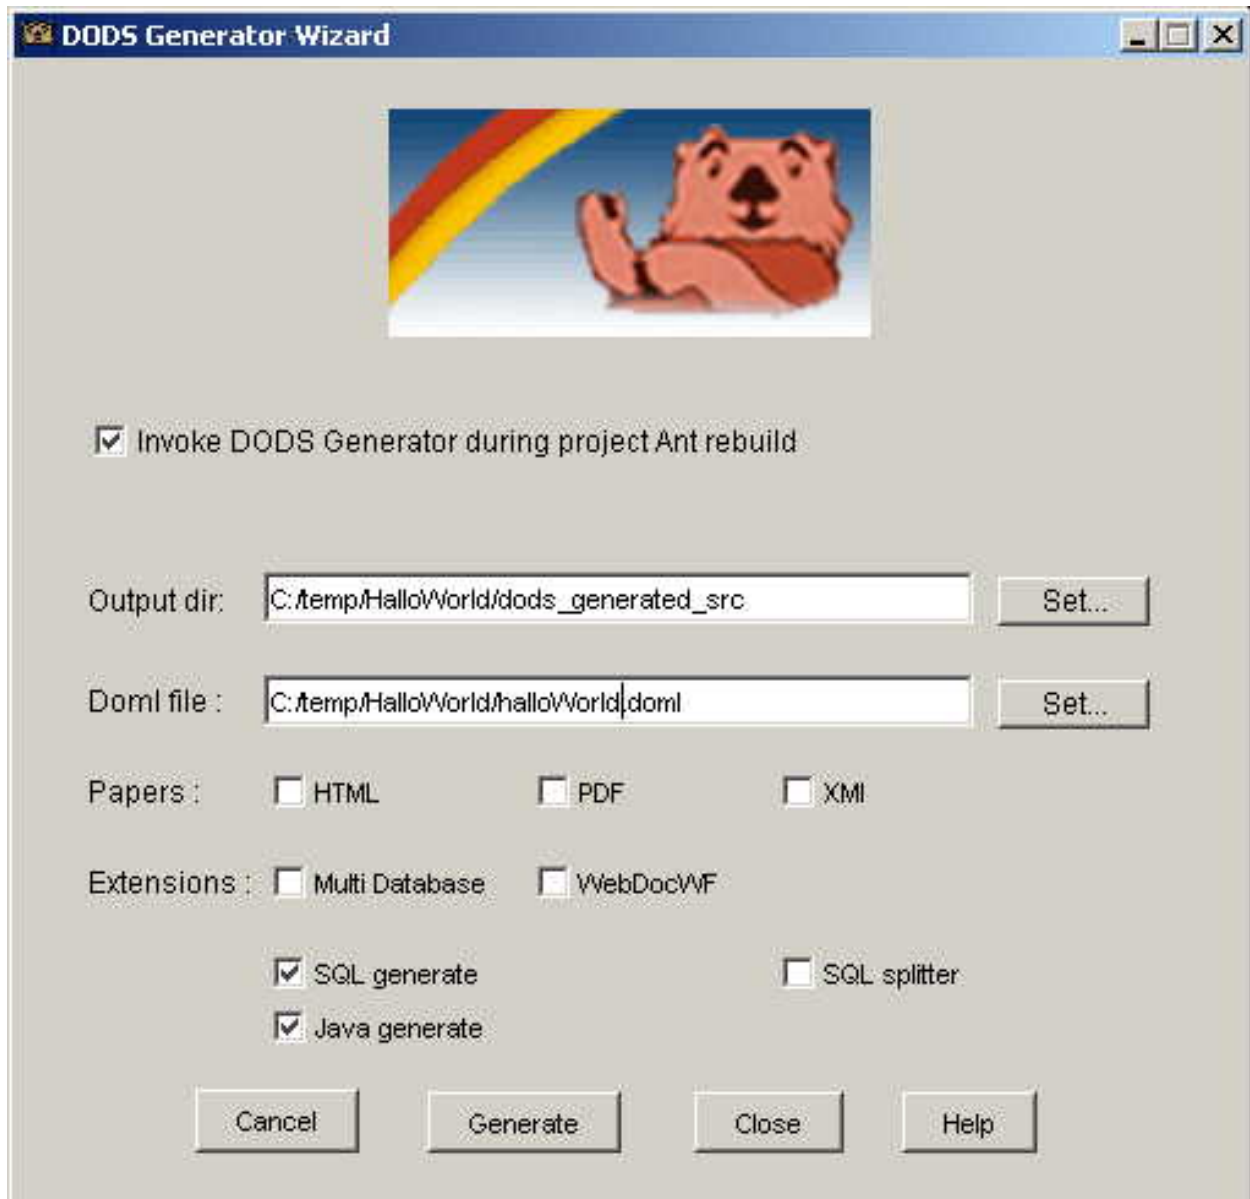 DODS Generator Wizard
Invoke DODS Generator during project Ant rebuild
Output dir: C:/temp/HalloWorld/dods_generated_src Set...
Doml file : C:/temp/HalloWorld/halloWorld.doml Set...
Papers : HTML PDF XMI
Extensions : Multi Database WebDocWF
SQL generate SQL splitter
Java generate
Cancel Generate Close Help